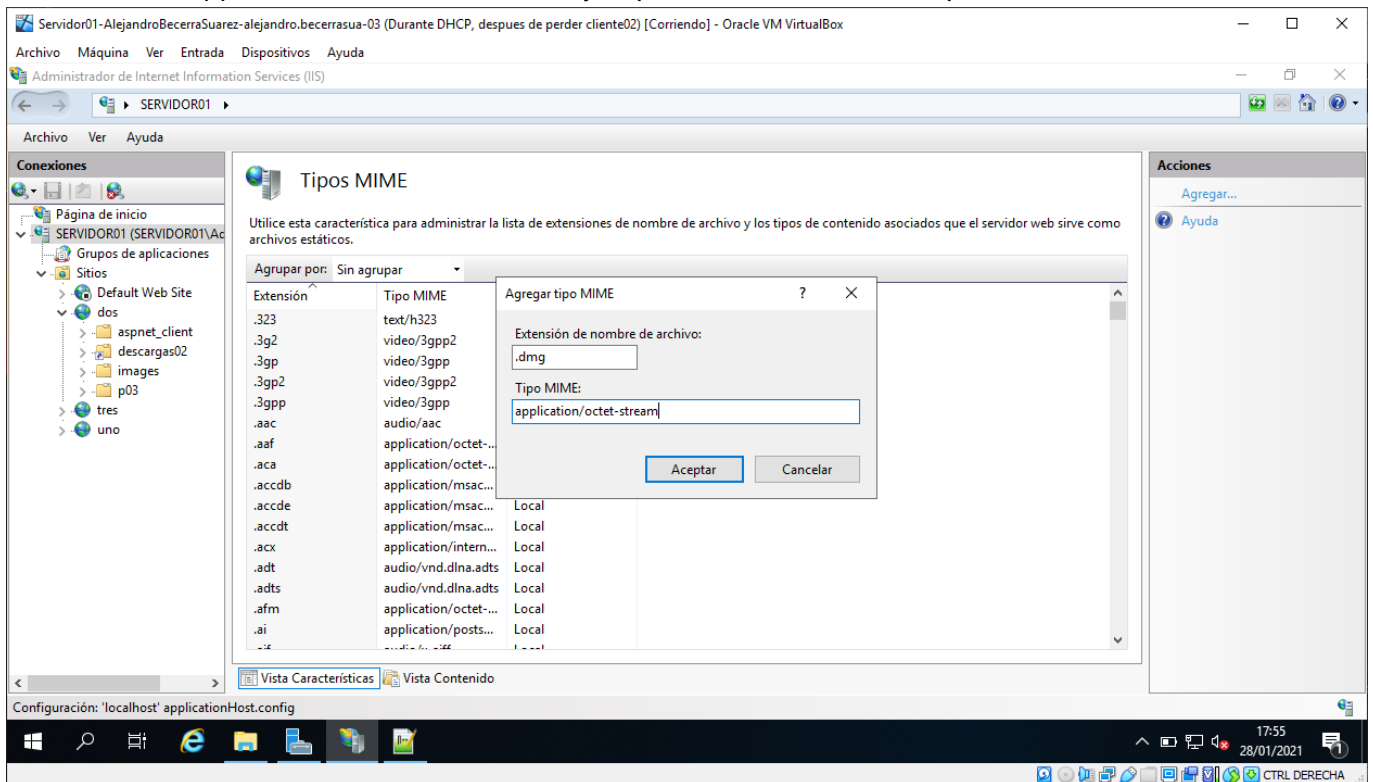 Servidor01-AlejandroBecerraSuarez-alejandro.becerrasua-03 (Durante DHCP, despues de perder cliente02) [Corriendo] - Oracle VM VirtualBox
Archivo Máquina Ver Entrada Dispositivos Ayuda
Administrador de Internet Information Services (IIS)
SERVIDOR01
Archivo Ver Ayuda
Conexiones
Página de inicio
SERVIDOR01 (SERVIDOR01\Ac
Grupos de aplicaciones
Sitios
Default Web Site
dos
aspnet_client
descargas02
images
p03
tres
uno
Tipos MIME
Utilice esta característica para administrar la lista de extensiones de nombre de archivo y los tipos de contenido asociados que el servidor web sirve como
archivos estáticos.
Agrupar por: Sin agrupar
Extensión Tipo MIME
.323 text/h323
.3g2 video/3gpp2
.3gp video/3gpp
.3gp2 video/3gpp2
.3gpp video/3gpp
.aac audio/aac
.aaf application/octet-...
.aca application/octet-...
.accdb application/msac...
.accde application/msac... Local
.accdt application/msac... Local
.acx application/intern... Local
.adt audio/vnd.dlna.adts Local
.adts audio/vnd.dlna.adts Local
.afm application/octet-... Local
.ai application/posts... Local
Agregar tipo MIME ? X
Extensión de nombre de archivo:
.dmg
Tipo MIME:
application/octet-stream
Aceptar Cancelar
Vista Características Vista Contenido
Acciones
Agregar...
Ayuda
Configuración: 'localhost' applicationHost.config
17:55
28/01/2021
1
CTRL DERECHA